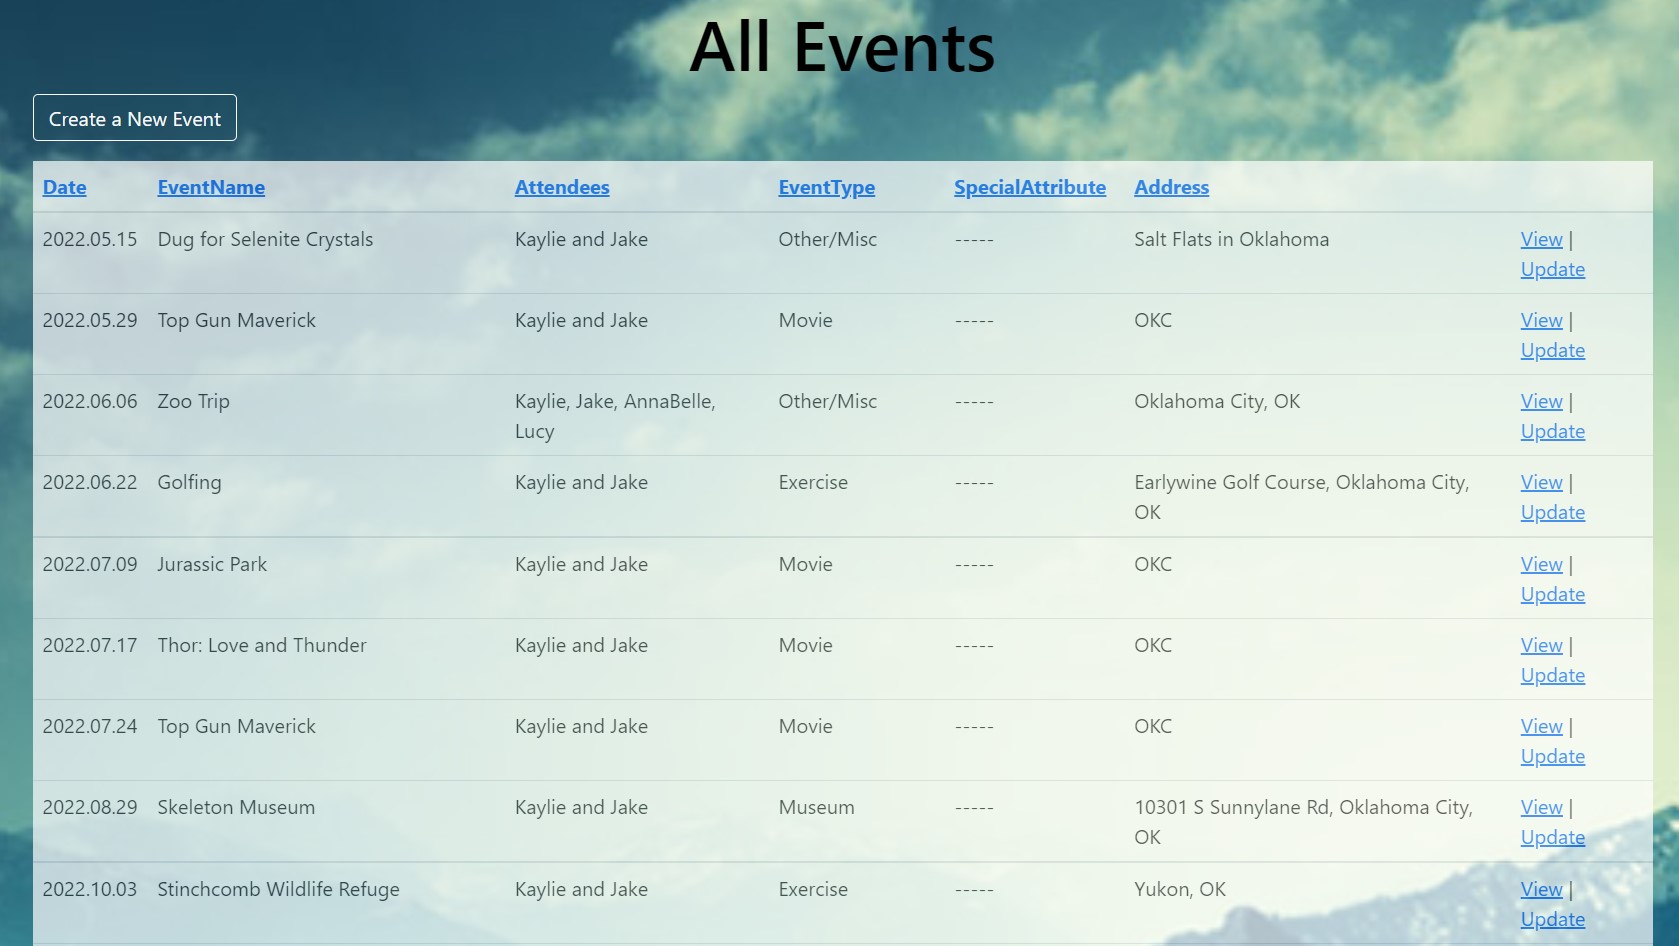 All Events
Create a New Event
Date EventName Attendees EventType SpecialAttribute Address
2022.05.15 Dug for Selenite Crystals Kaylie and Jake Other/Misc ----- Salt Flats in Oklahoma View |
Update
2022.05.29 Top Gun Maverick Kaylie and Jake Movie ----- OKC View |
Update
2022.06.06 Zoo Trip Kaylie, Jake, AnnaBelle, Other/Misc ----- Oklahoma City, OK View |
Lucy Update
2022.06.22 Golfing Kaylie and Jake Exercise ----- Earlywine Golf Course, Oklahoma City, View |
OK Update
2022.07.09 Jurassic Park Kaylie and Jake Movie ----- OKC View |
Update
2022.07.17 Thor: Love and Thunder Kaylie and Jake Movie ----- OKC View |
Update
2022.07.24 Top Gun Maverick Kaylie and Jake Movie ----- OKC View |
Update
2022.08.29 Skeleton Museum Kaylie and Jake Museum ----- 10301 S Sunnylane Rd, Oklahoma City, View |
OK Update
2022.10.03 Stinchcomb Wildlife Refuge Kaylie and Jake Exercise ----- Yukon, OK View |
Update